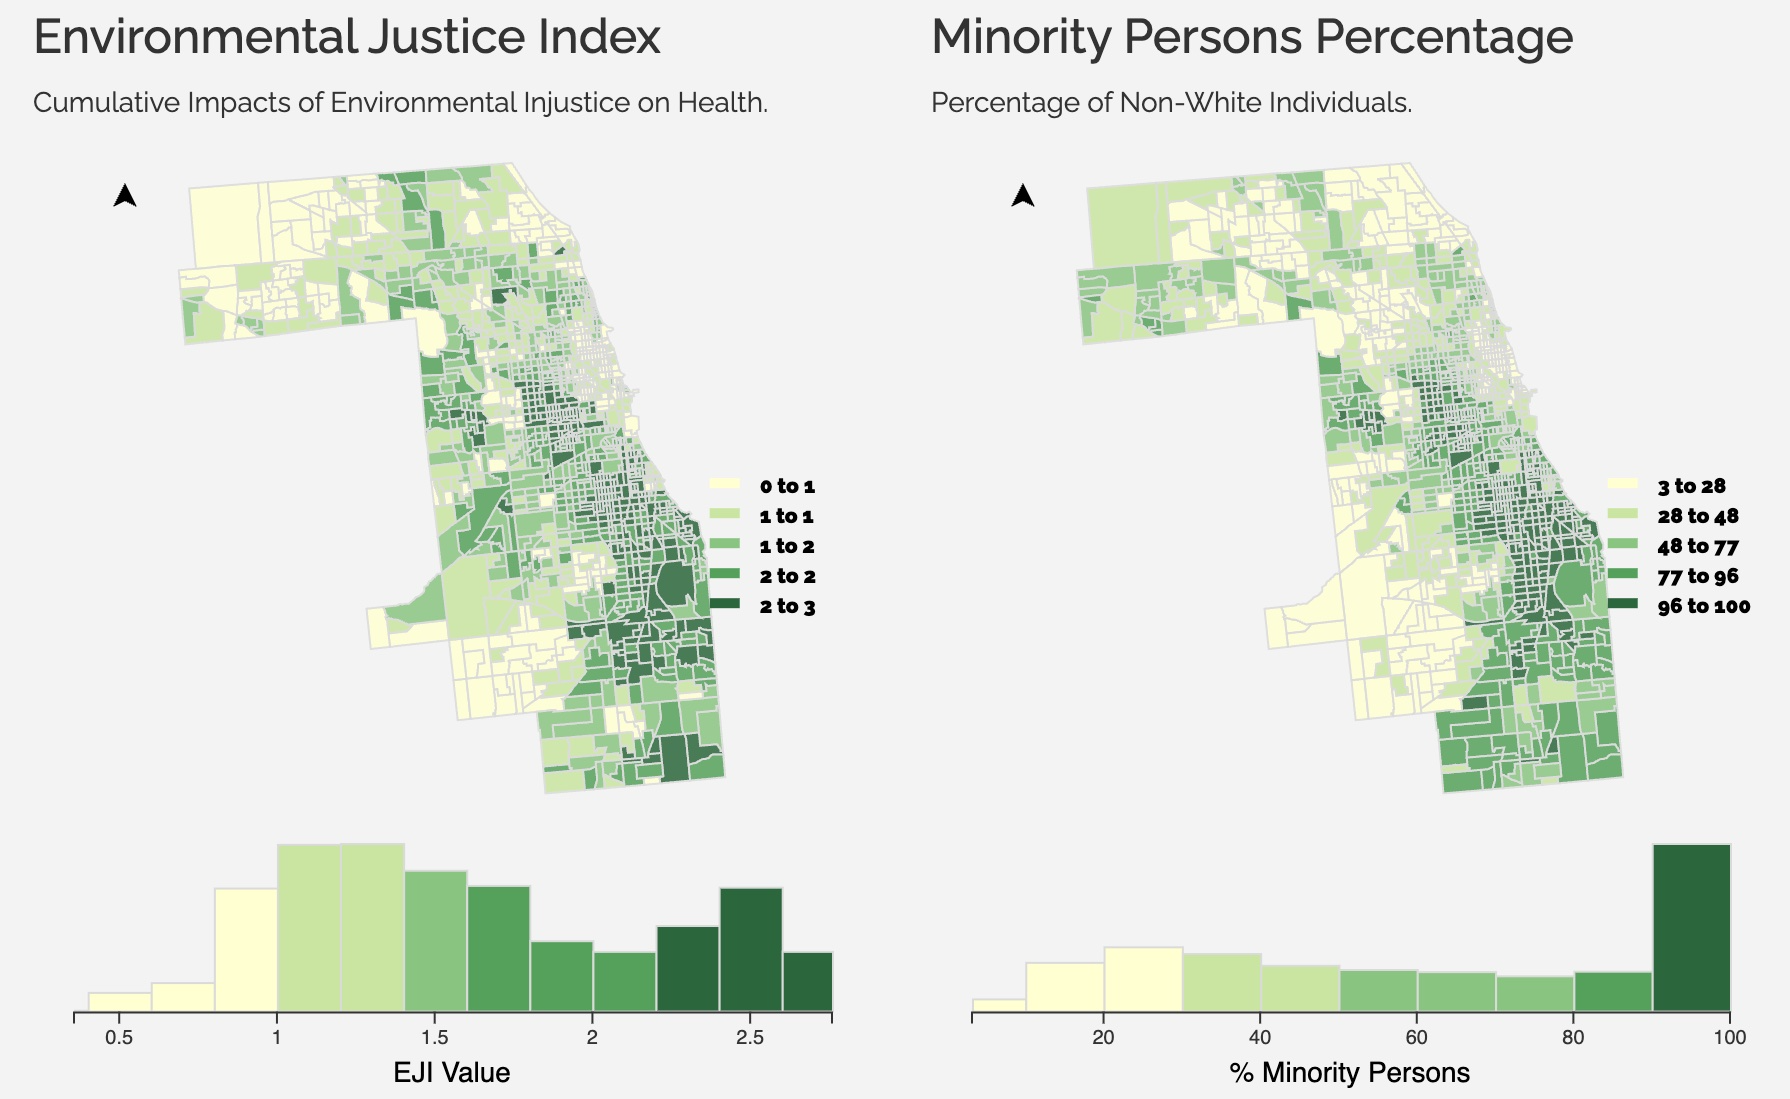 Environmental Justice Index
Cumulative Impacts of Environmental Injustice on Health.
0 to 1
1 to 1
1 to 2
2 to 2
2 to 3
0.5 1 1.5 2 2.5
EJI Value
Minority Persons Percentage
Percentage of Non-White Individuals.
3 to 28
28 to 48
48 to 77
77 to 96
96 to 100
20 40 60 80 100
% Minority Persons